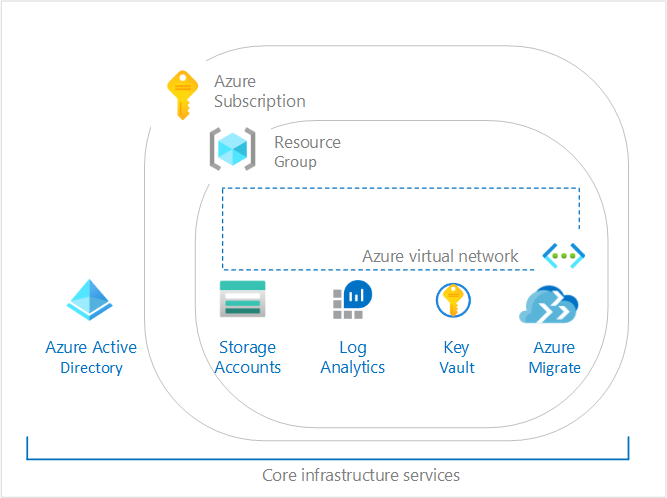 Azure
Subscription
Resource
Group
Azure virtual network
Azure Active
Directory
Storage
Accounts
Log
Analytics
Key
Vault
Azure
Migrate
Core infrastructure services